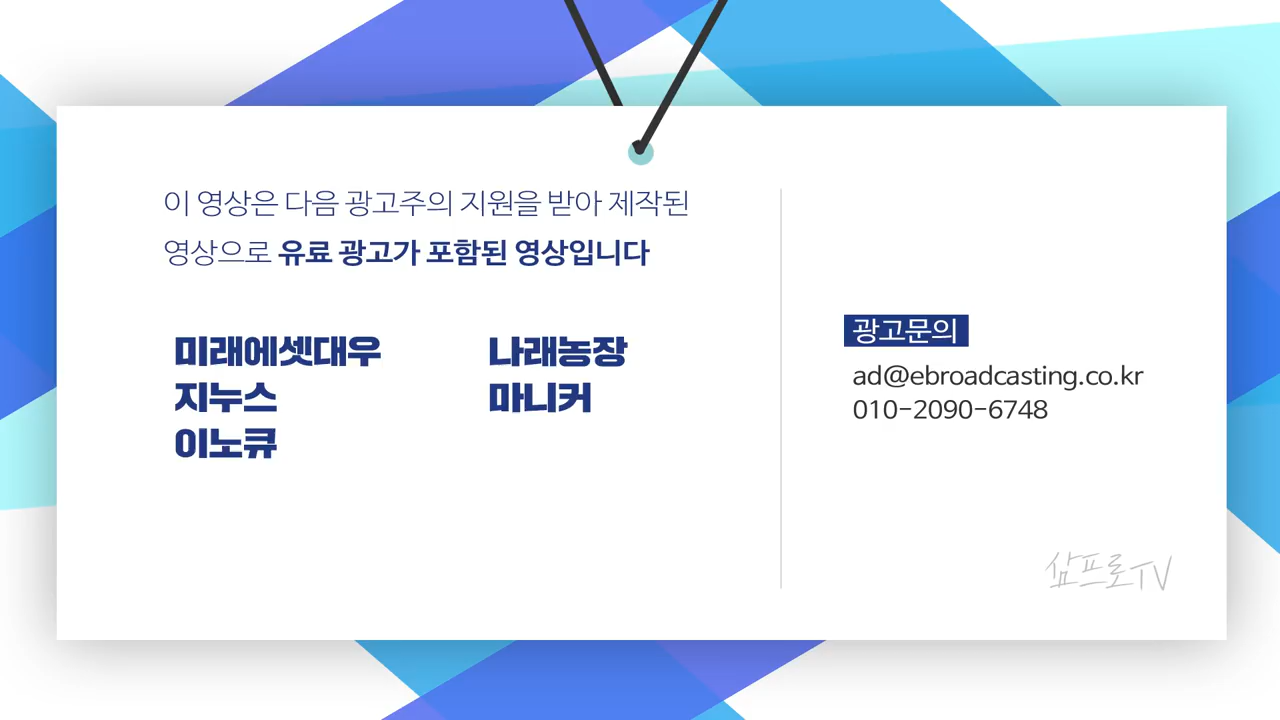 이 영상은 다음 광고주의 지원을 받아 제작된
영상으로 유료 광고가 포함된 영상입니다
미래에셋대우
지누스
이노큐
나래농장
마니커
광고문의
ad@ebroadcasting.co.kr
010-2090-6748
삼프로TV